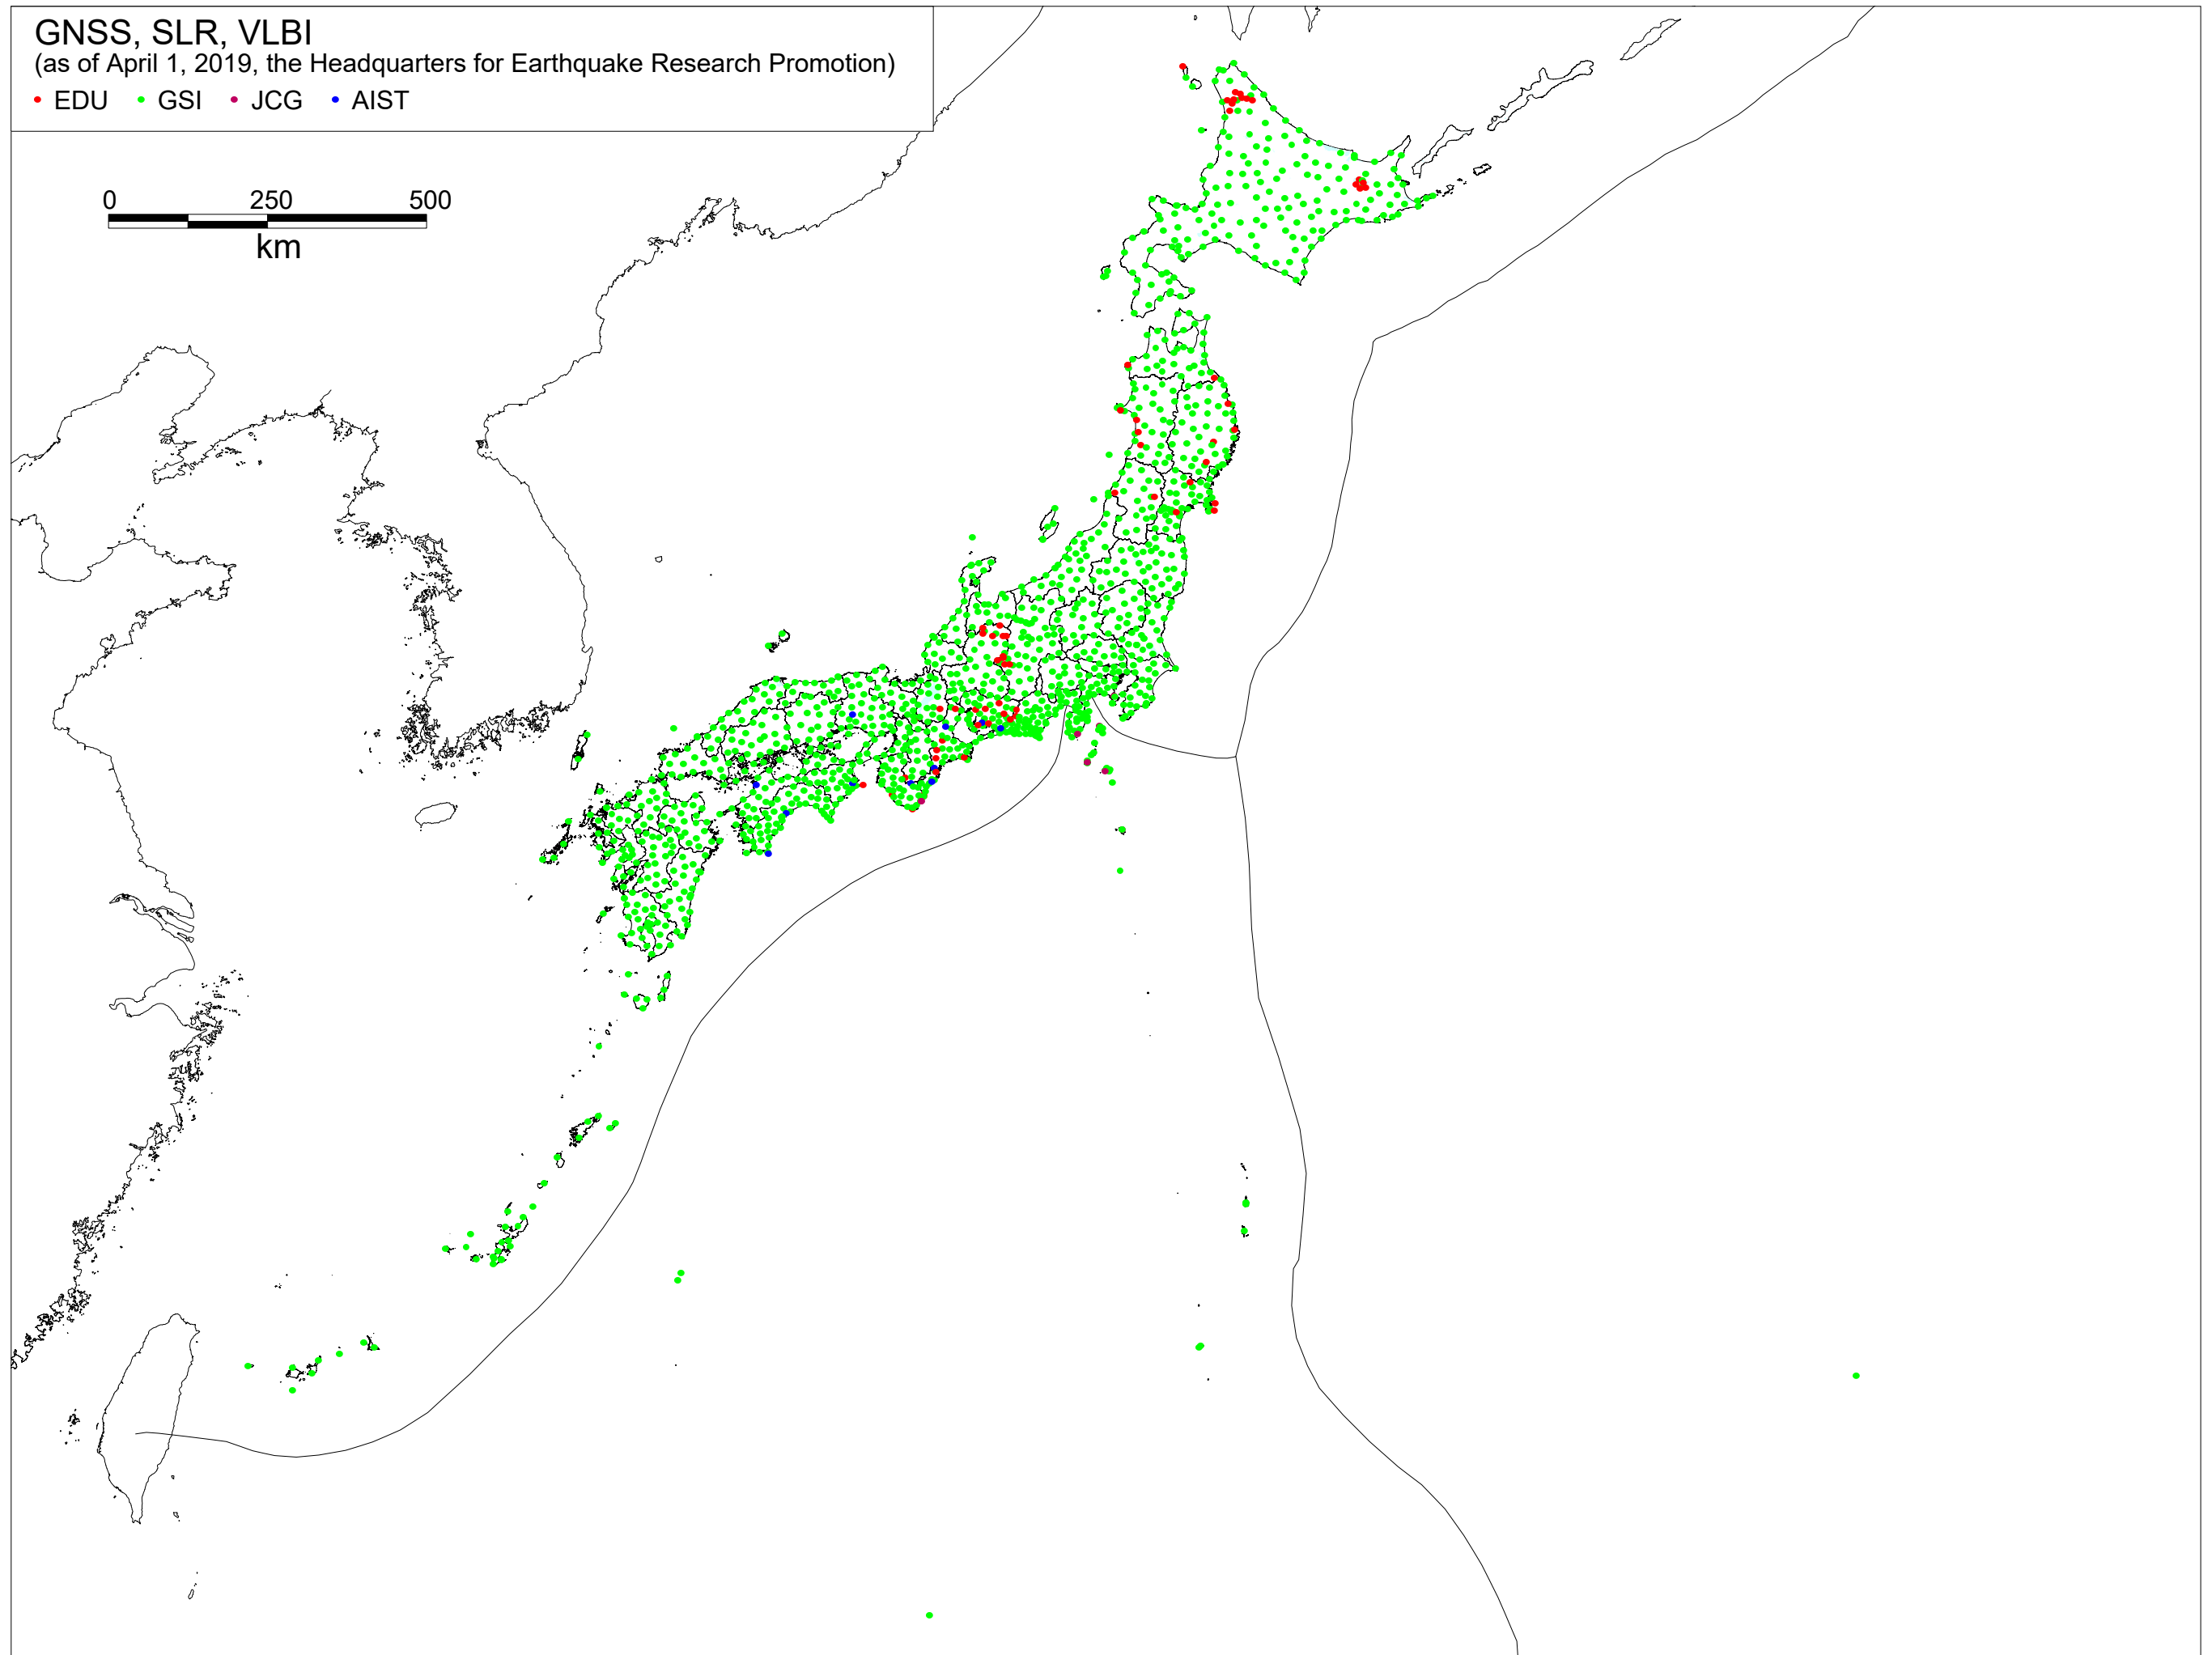 GNSS, SLR, VLBI
(as of April 1, 2019, the Headquarters for Earthquake Research Promotion)
EDU GSI JCG AIST
0 250 500
km